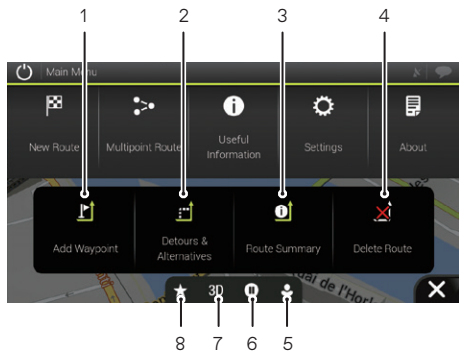 1 2 3 4
Main Menu
New Route
Multipoint Route
Useful
Information
Settings
About
Add Waypoint
Detours &
Alternatives
Route Summary
Delete Route
3D
8 7 6 5